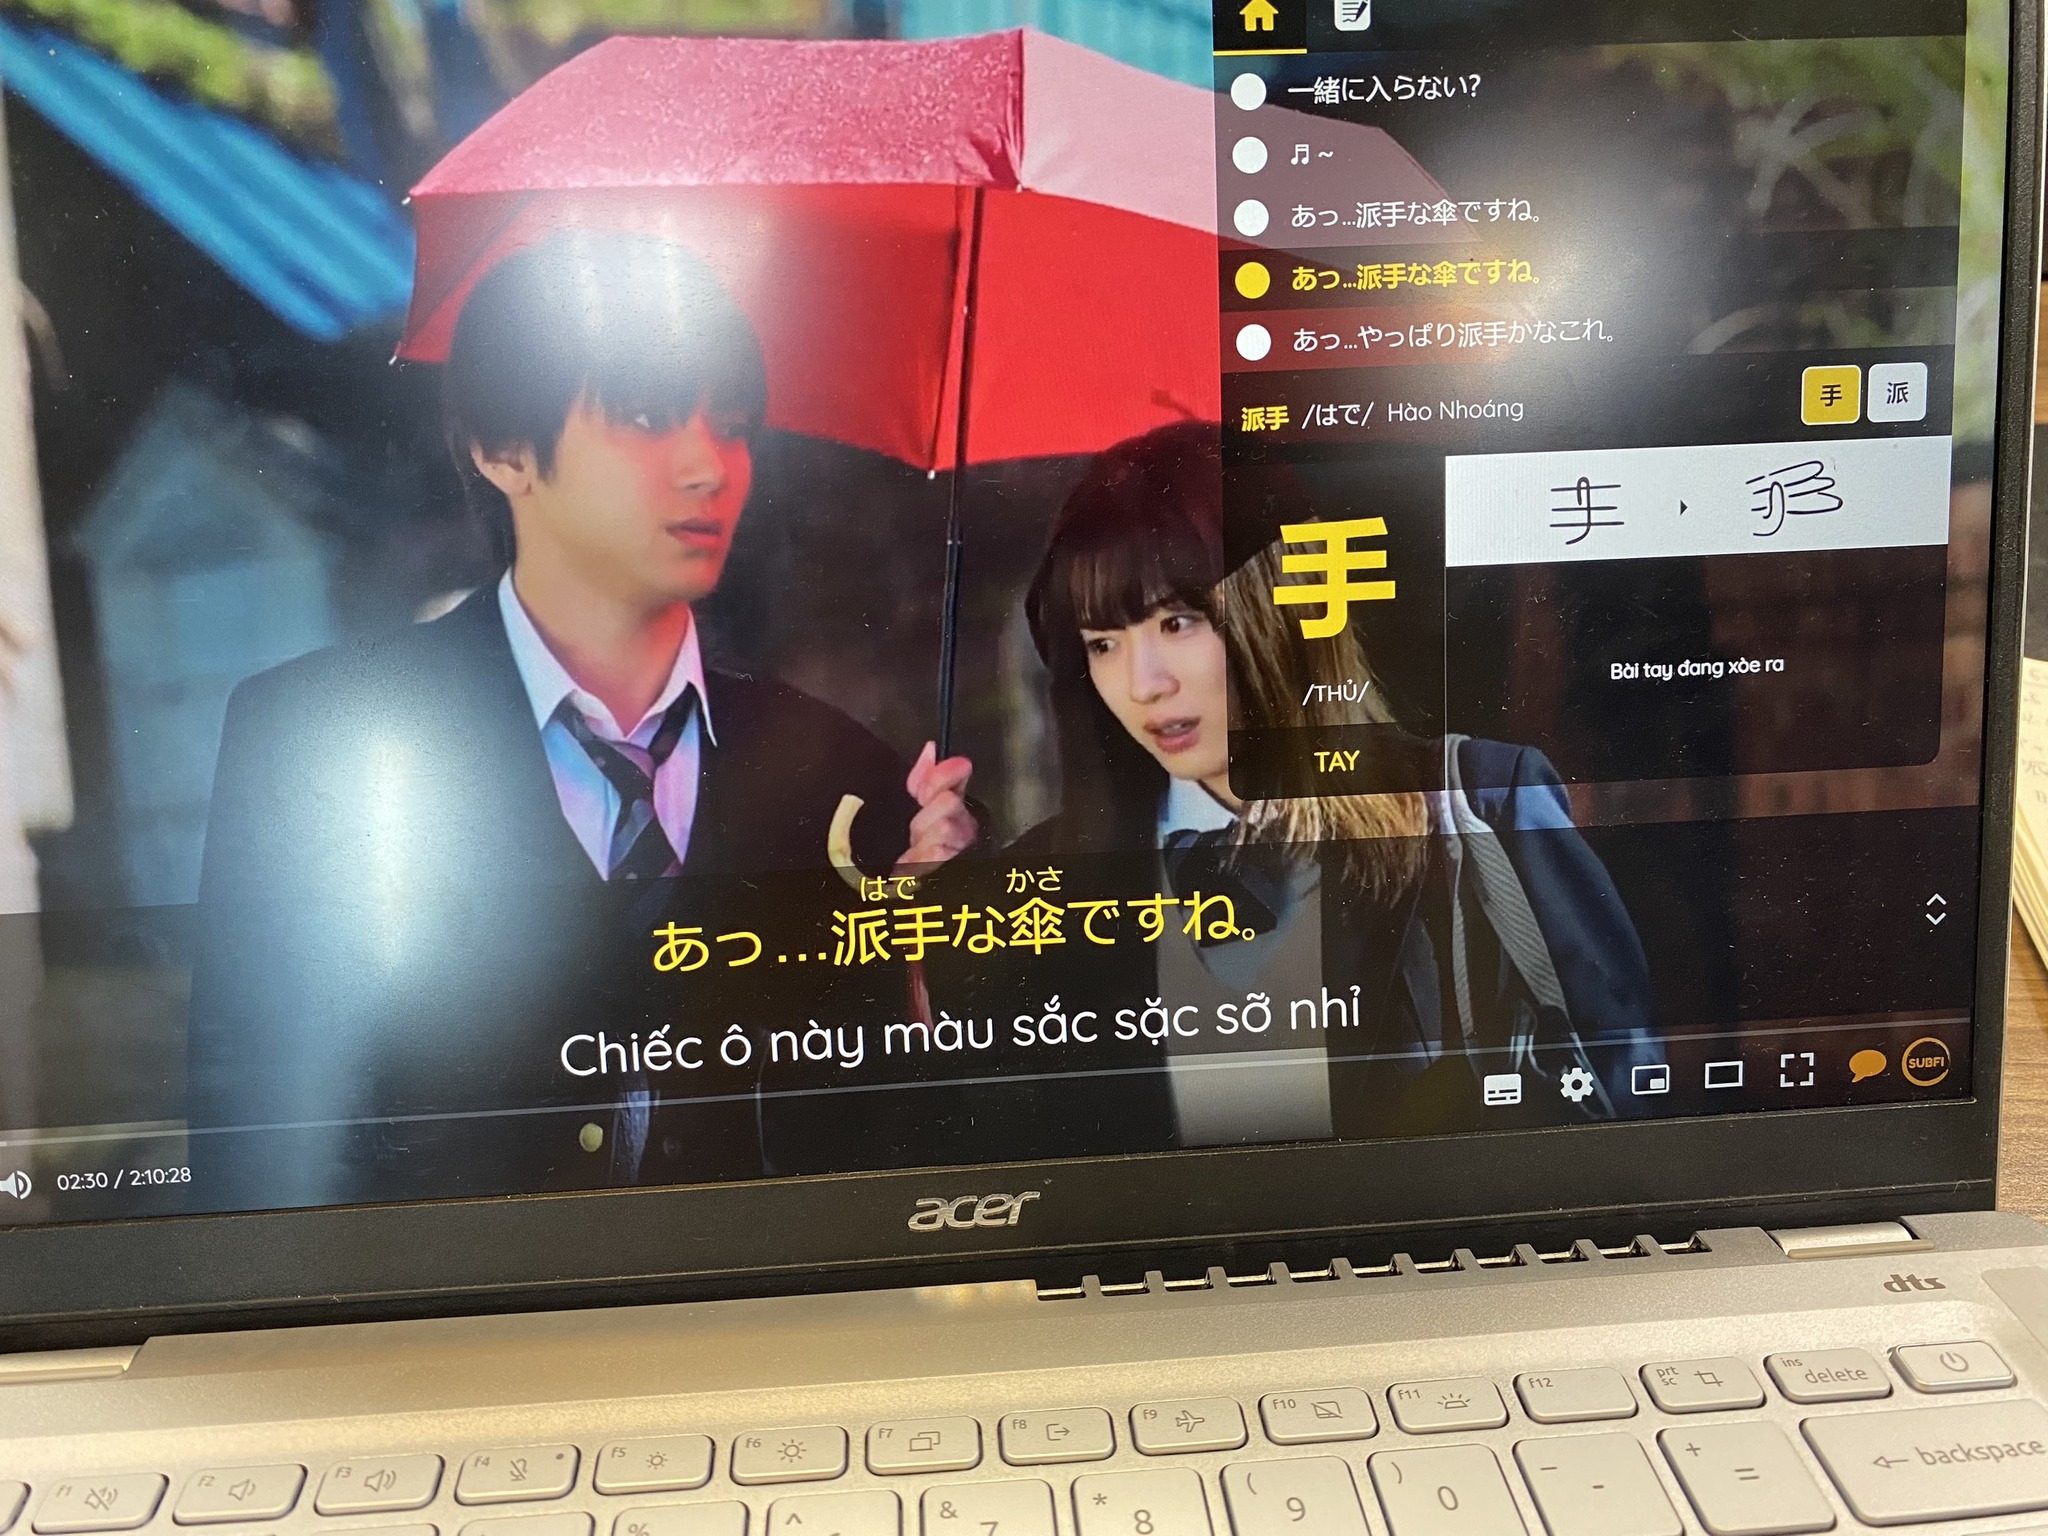 一緒に入らない?
♬~
あっ...派手な傘ですね。
あっ...派手な傘ですね。
あっ...やっぱり派手かなこれ。
派手 /はで/ Hào Nhoáng
手 派
手
/THỦ/
TAY
Bài tay đang xòe ra
はで かさ
あっ...派手な傘ですね。
Chiếc ô này màu sắc sặc sỡ nhỉ
SUBFI
02:30 / 2:10:28
acer
dts
F1 F2 F3 F4 F5 F6 F7 F8 F9 F10 F11 F12 prt sc ins delete
% ^ & 7 * 8 ( 9 ) 0 _ - + = backspace